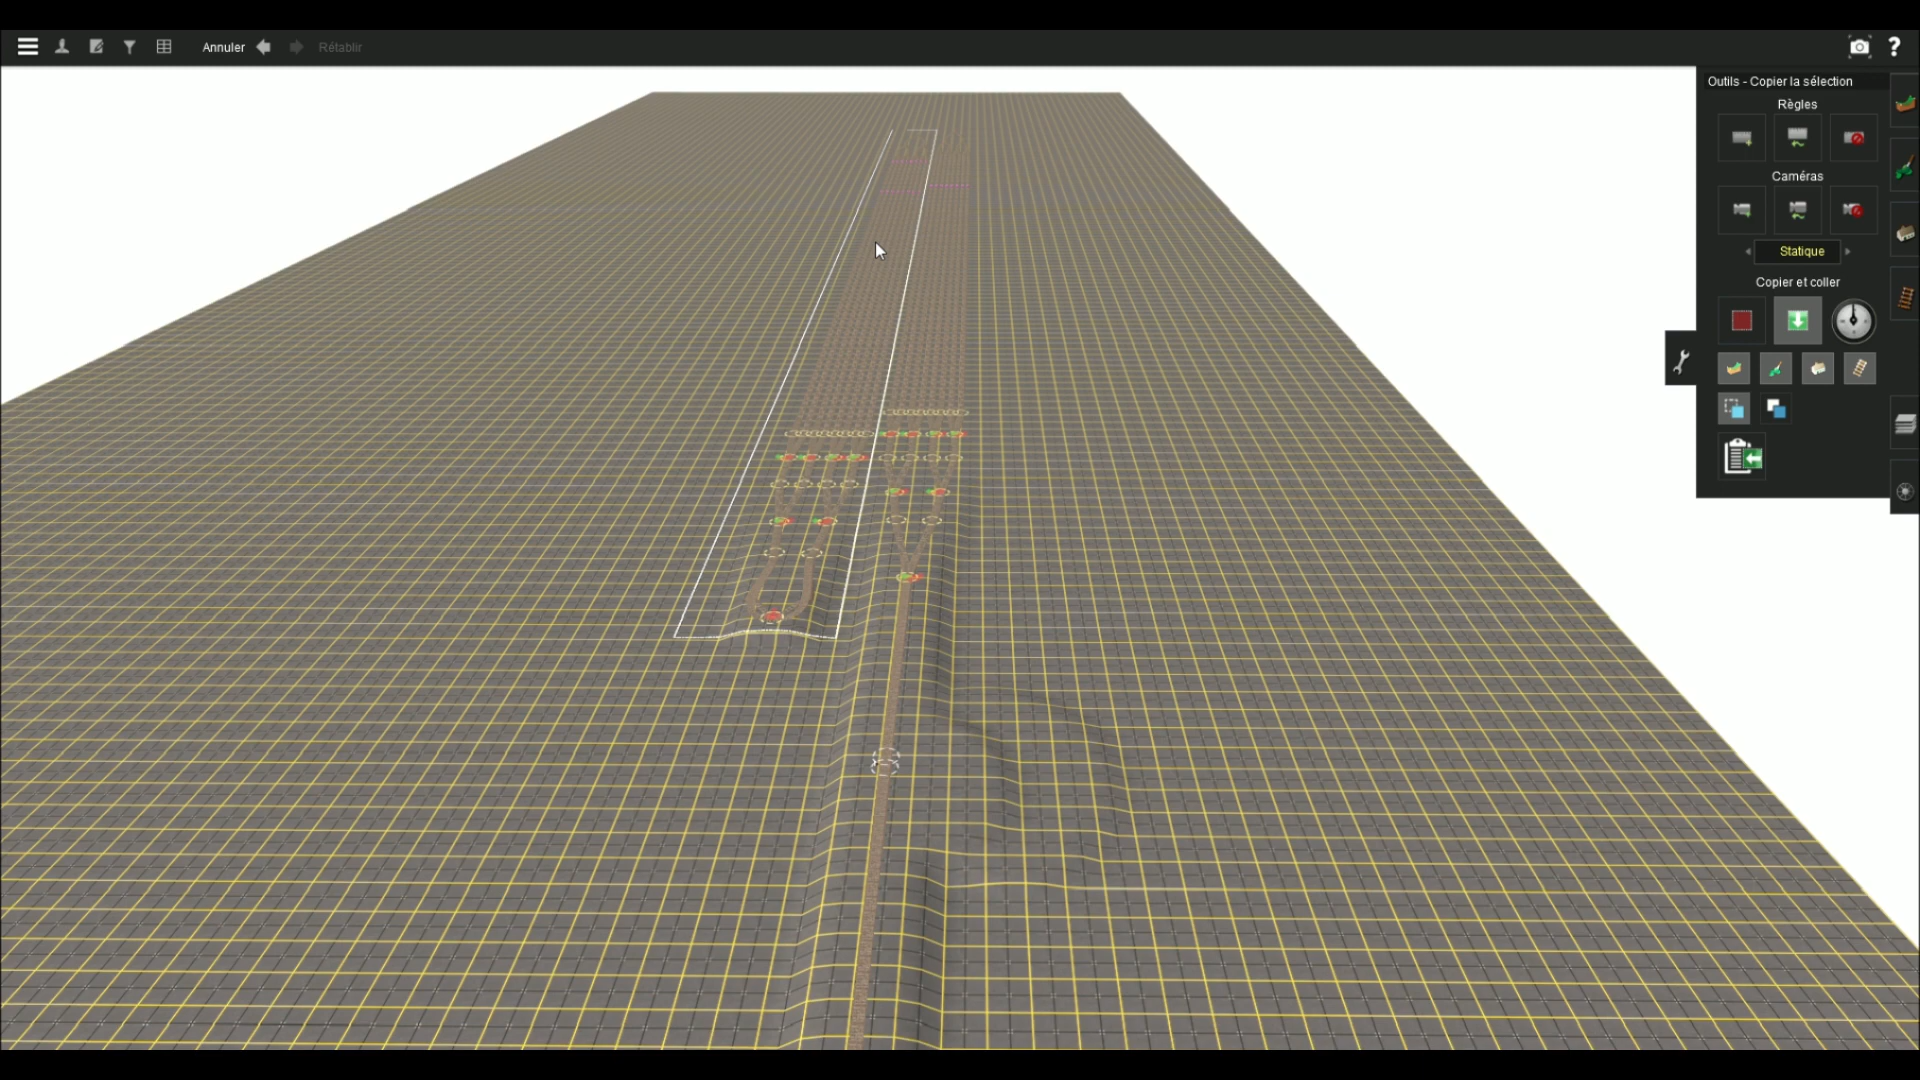 Annuler
Rétablir
?
Outils - Copier la sélection
Règles
Caméras
Statique
Copier et coller